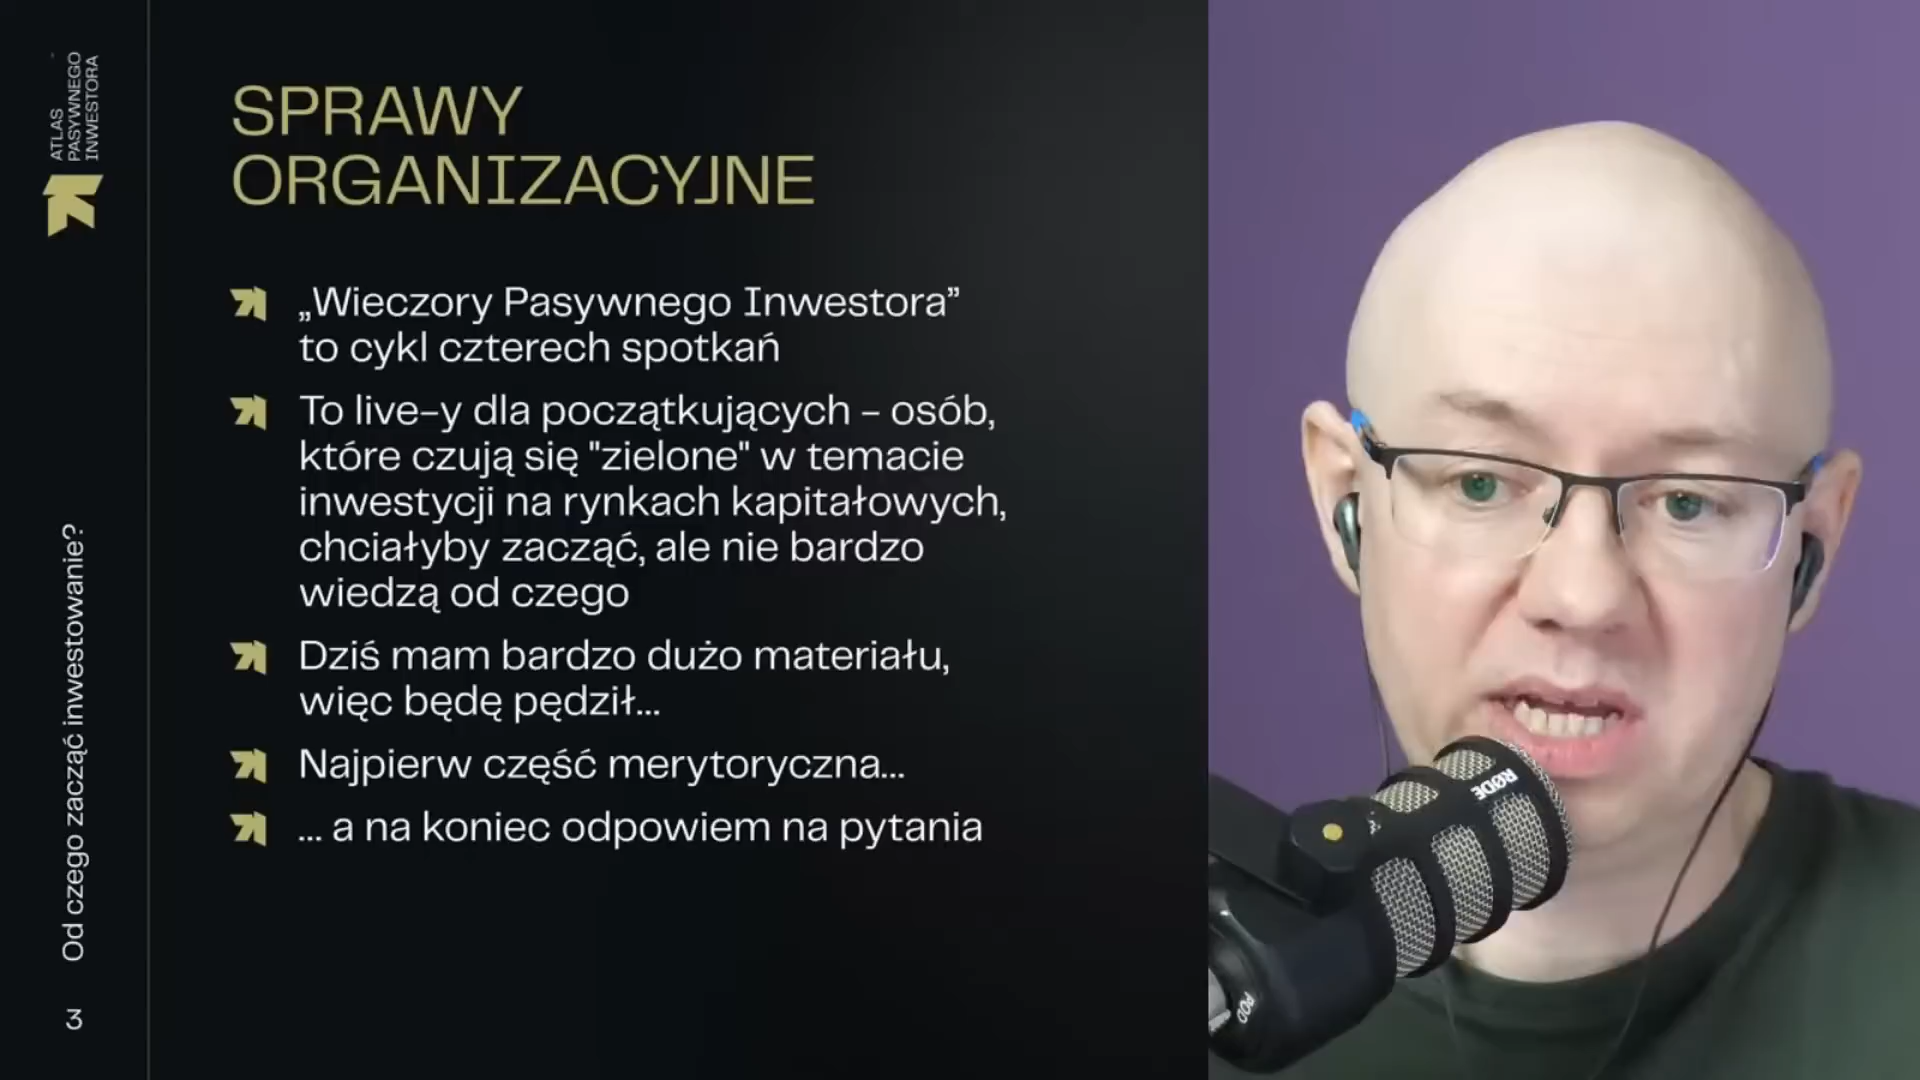 ATLAS
PASYWNEGO
INWESTORA
Od czego zacząć inwestowanie?
3
SPRAWY
ORGANIZACYJNE
„Wieczory Pasywnego Inwestora”
to cykl czterech spotkań
To live-y dla początkujących – osób,
które czują się "zielone" w temacie
inwestycji na rynkach kapitałowych,
chciałyby zacząć, ale nie bardzo
wiedzą od czego
Dziś mam bardzo dużo materiału,
więc będę pędził...
Najpierw część merytoryczna...
... a na koniec odpowiem na pytania
RØDE
POD